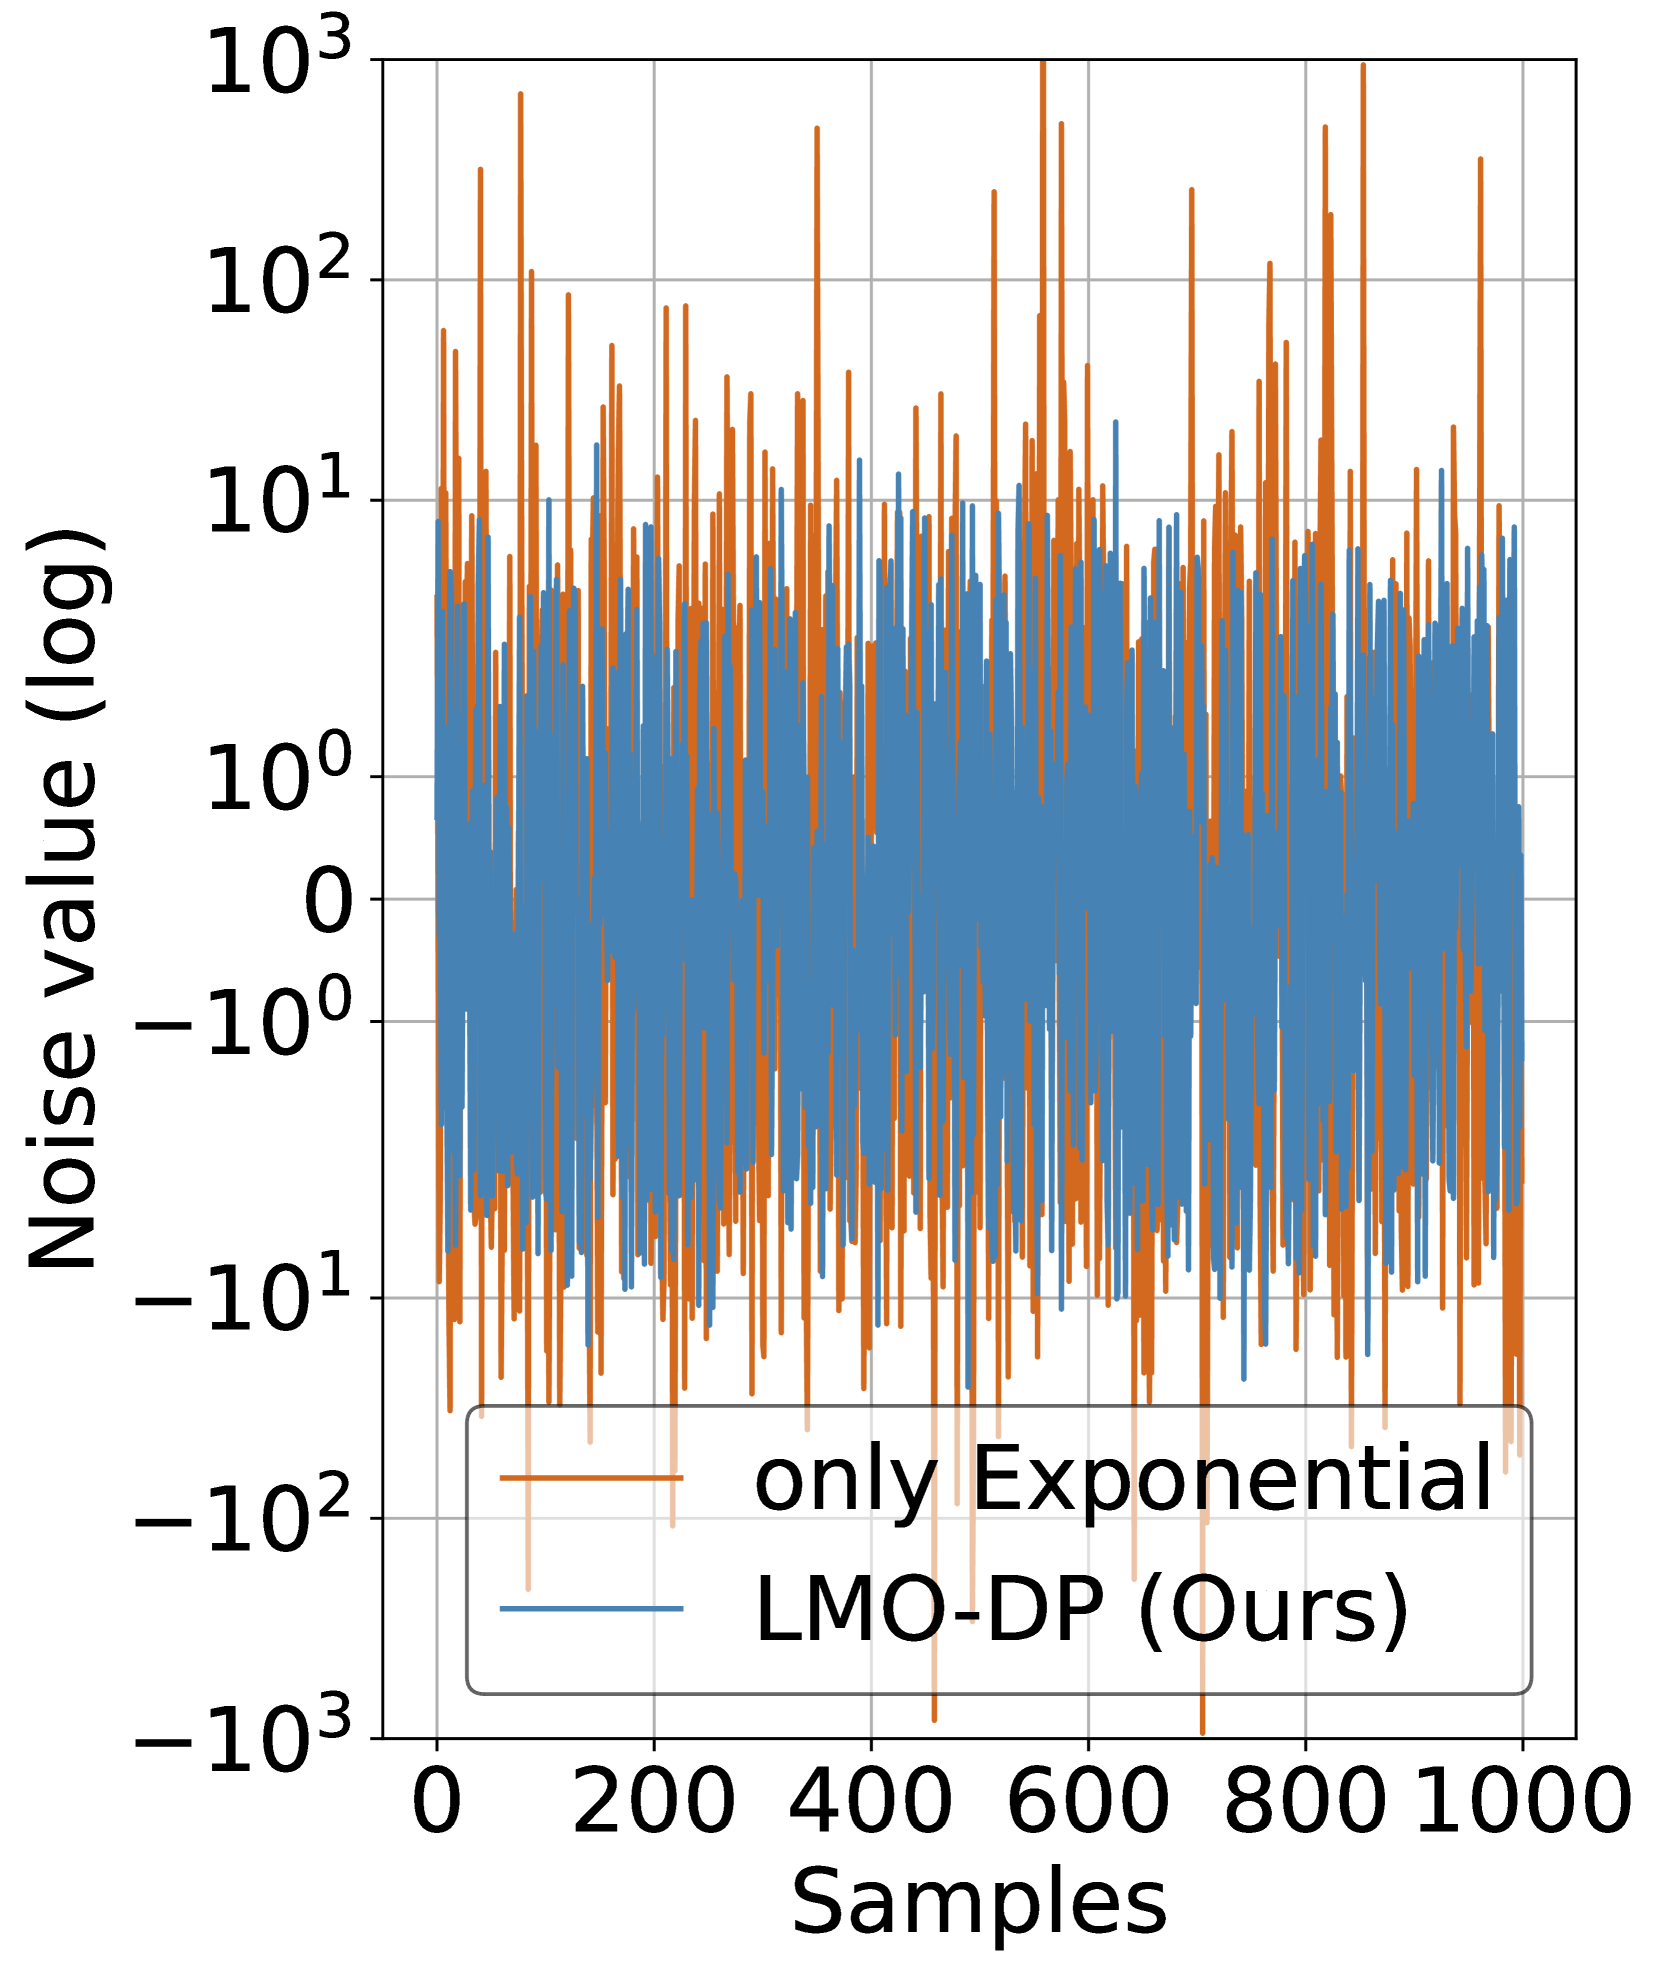 Noise value (log)
10³
10²
10¹
10⁰
0
−10⁰
−10¹
−10²
−10³
only Exponential
LMO-DP (Ours)
0 200 400 600 800 1000
Samples